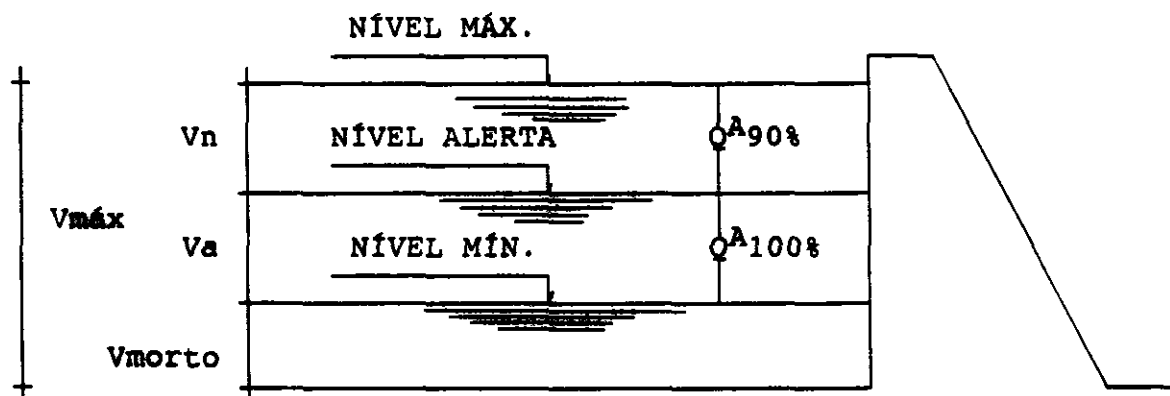 NÍVEL MÁX.
Vn
NÍVEL ALERTA
QA90%
Vmáx
Va
NÍVEL MÍN.
QA100%
Vmorto